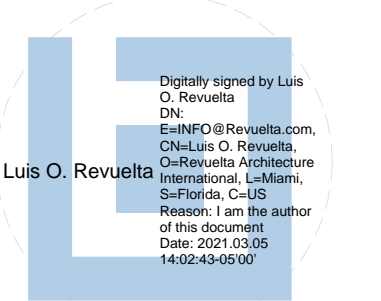 Luis O. Revuelta
Digitally signed by Luis
O. Revuelta
DN:
E=INFO@Revuelta.com,
CN=Luis O. Revuelta,
O=Revuelta Architecture
International, L=Miami,
S=Florida, C=US
Reason: I am the author
of this document
Date: 2021.03.05
14:02:43-05'00'